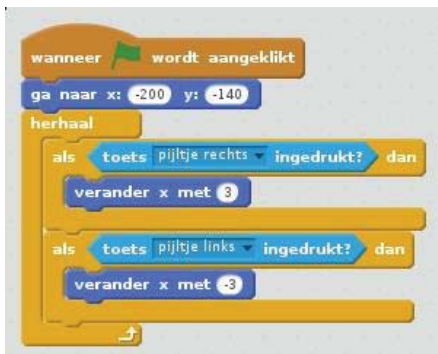 wanneer wordt aangeklikt
ga naar x: -200 y: -140
herhaal
als toets pijltje rechts ingedrukt? dan
verander x met 3
als toets pijltje links ingedrukt? dan
verander x met -3